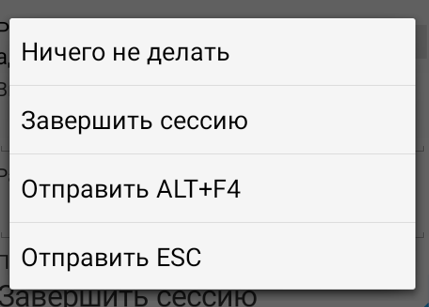 Ничего не делать
Завершить сессию
Отправить ALT+F4
Отправить ESC
Завершить сессию